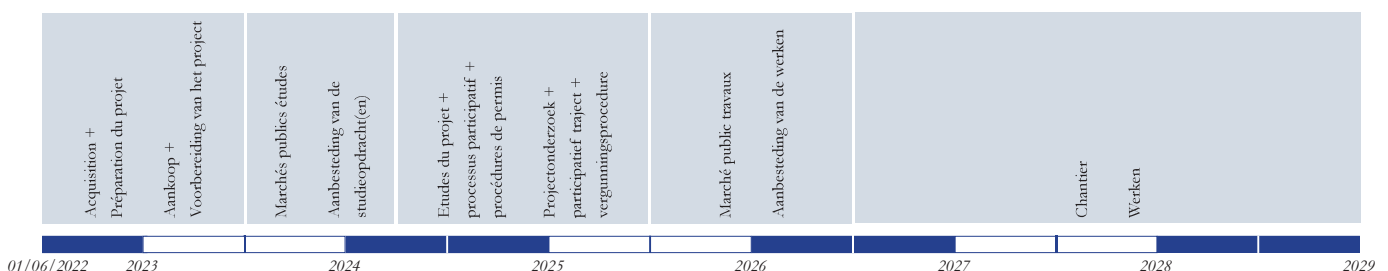 Acquisition +
Préparation du projet
Aankoop +
Voorbereiding van het project
Marchés publics études
Aanbesteding van de
studieopdracht(en)
Etudes du projet +
processus participatif +
procédures de permis
Projectonderzoek +
participatief traject +
vergunningsprocedure
Marché public travaux
Aanbesteding van de werken
Chantier
Werken
01/06/2022 2023 2024 2025 2026 2027 2028 2029